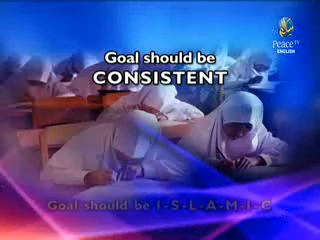 Peace TV
ENGLISH
Goal should be
CONSISTENT
Goal should be I-S-L-A-M-I-C